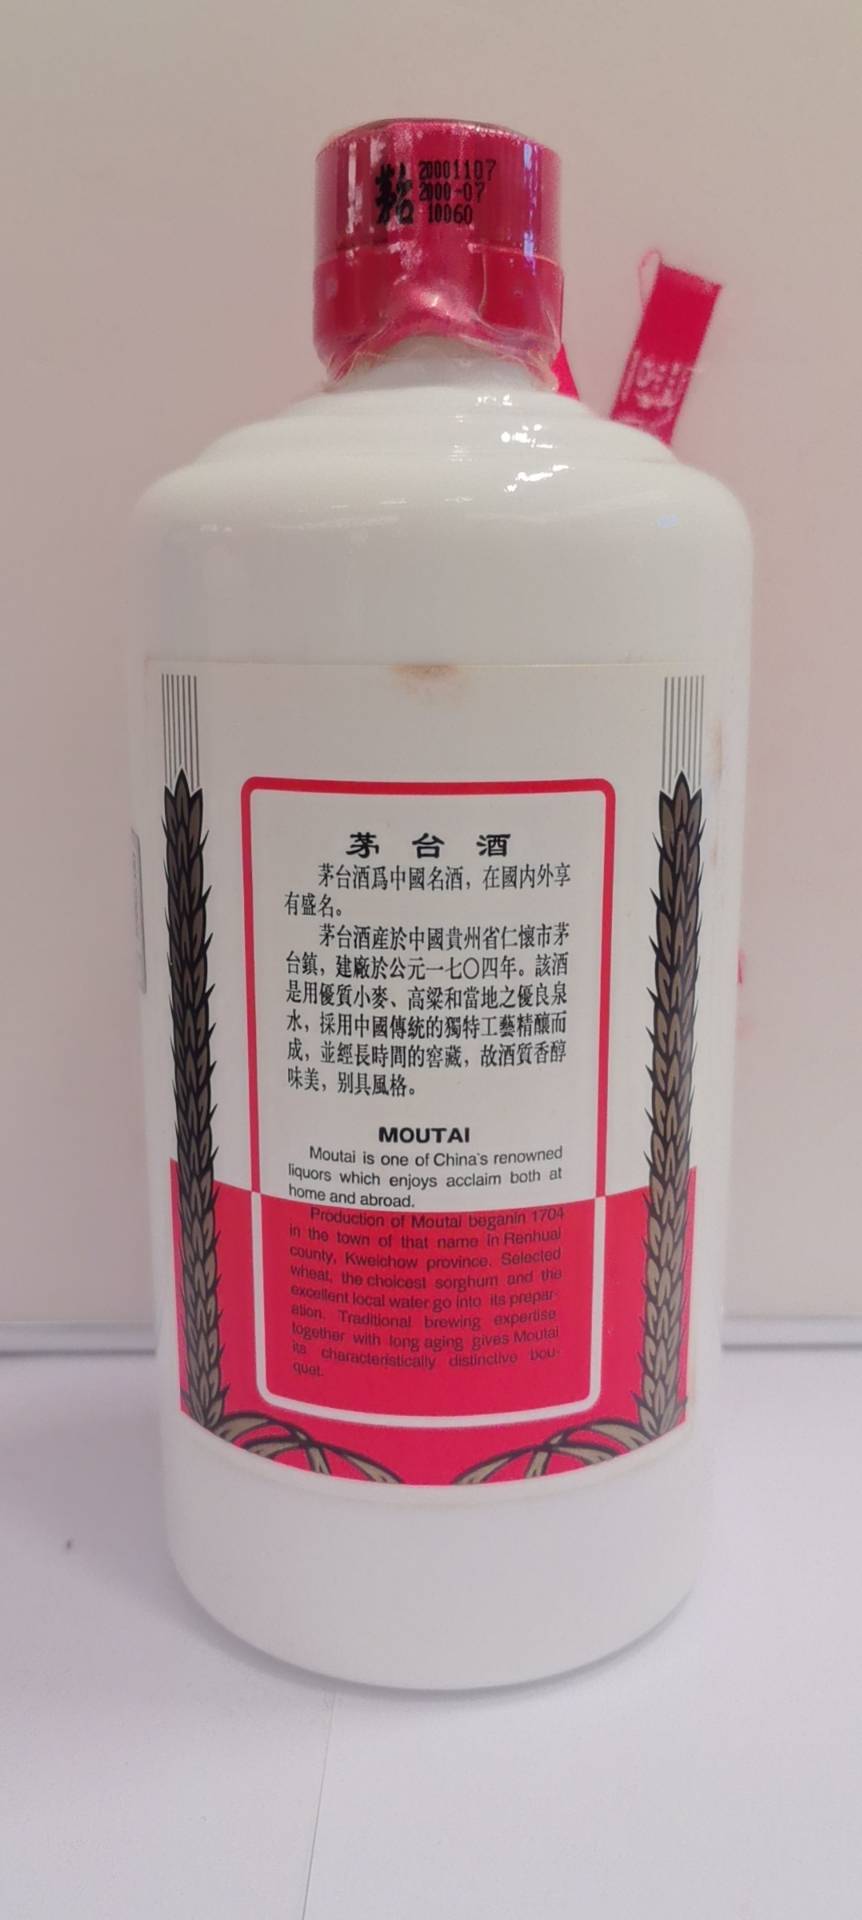 茅台
20001107
2000-07
10060
茅台酒
茅台酒爲中國名酒，在國内外享
有盛名。
茅台酒産於中國貴州省仁懷市茅
台鎮，建廠於公元一七〇四年。該酒
是用優質小麥、高粱和當地之優良泉
水，採用中國傳統的獨特工藝精釀而
成，並經長時間的窖藏，故酒質香醇
味美，别具風格。
MOUTAI
Moutai is one of China's renowned
liquors which enjoys acclaim both at
home and abroad.
Production of Moutai beganin 1704
in the town of that name in Renhuai
county, Kweichow province. Selected
wheat, the choicest sorghum and the
excellent local water go into its prepar-
ation. Traditional brewing expertise
together with long aging gives Moutai
its characteristically distinctive bou-
quet.